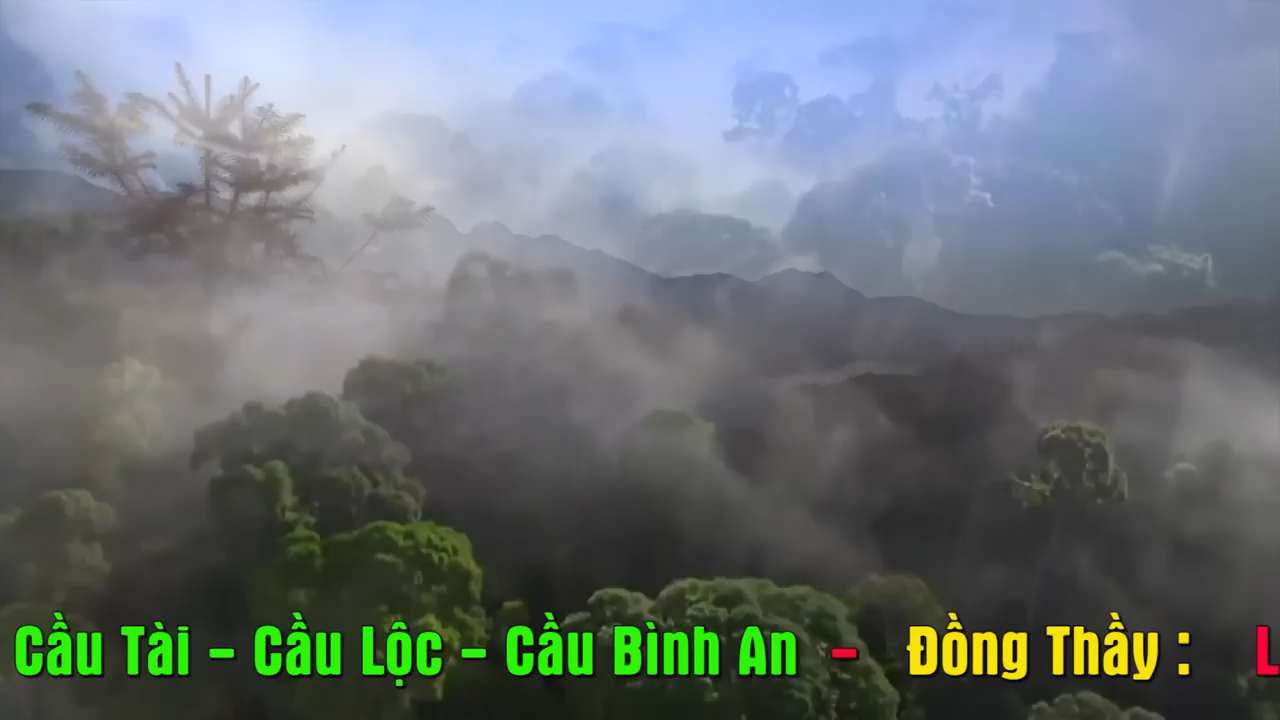 Cầu Tài – Cầu Lộc – Cầu Bình An – Đồng Thầy : L